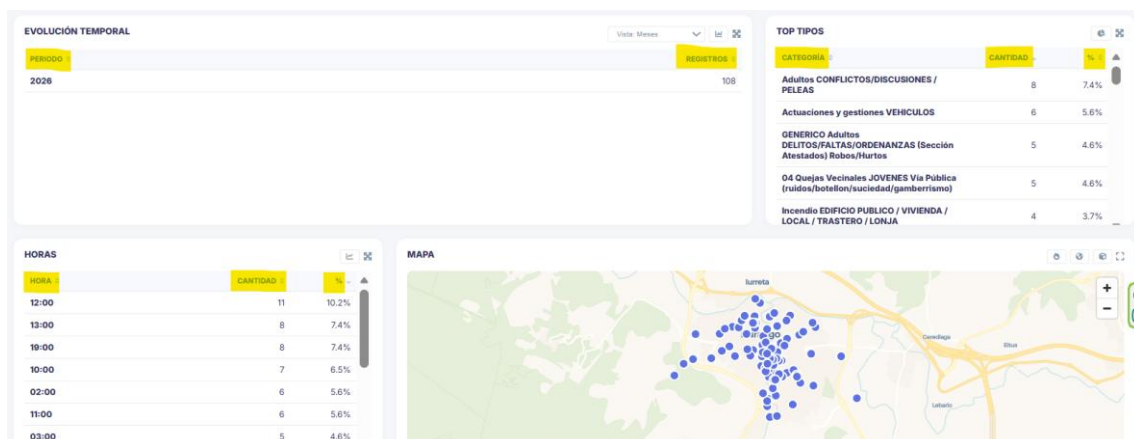 EVOLUCIÓN TEMPORAL
Vista: Meses
PERIODO
REGISTROS
2026
108
TOP TIPOS
CATEGORÍA
CANTIDAD
%
Adultos CONFLICTOS/DISCUSIONES /
PELEAS
8
7.4%
Actuaciones y gestiones VEHICULOS
6
5.6%
GENERICO Adultos
DELITOS/FALTAS/ORDENANZAS (Sección
Atestados) Robos/Hurtos
5
4.6%
04 Quejas Vecinales JOVENES Vía Pública
(ruidos/botellon/suciedad/gamberrismo)
5
4.6%
Incendio EDIFICIO PUBLICO / VIVIENDA /
LOCAL / TRASTERO / LONJA
4
3.7%
HORAS
HORA
CANTIDAD
%
12:00
11
10.2%
13:00
8
7.4%
19:00
8
7.4%
10:00
7
6.5%
02:00
6
5.6%
11:00
6
5.6%
03:00
5
4.6%
MAPA
Iurreta
Gerediaga
+
−